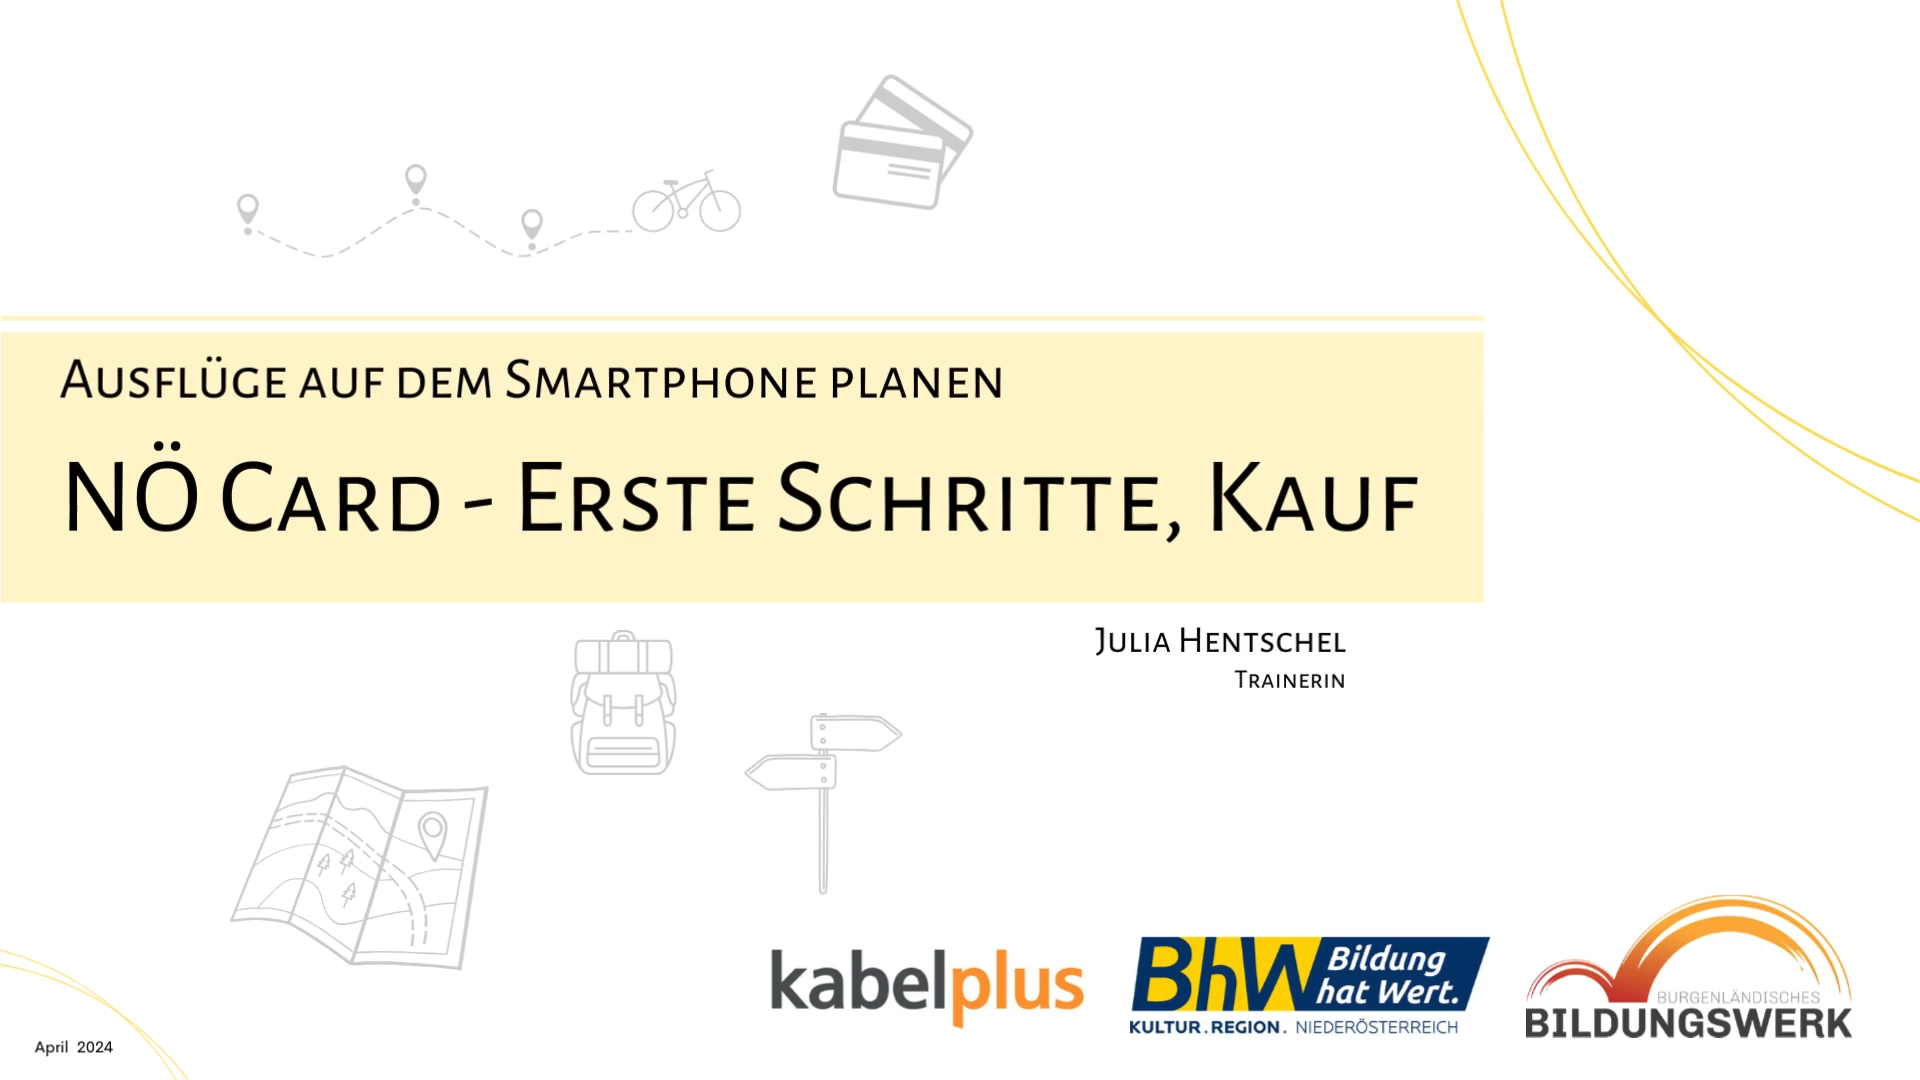 Ausflüge auf dem Smartphone planen
NÖ Card - Erste Schritte, Kauf
Julia Hentschel
Trainerin
kabelplus
BhW Bildung
hat Wert.
KULTUR.REGION. NIEDERÖSTERREICH
BURGENLÄNDISCHES
BILDUNGSWERK
April 2024